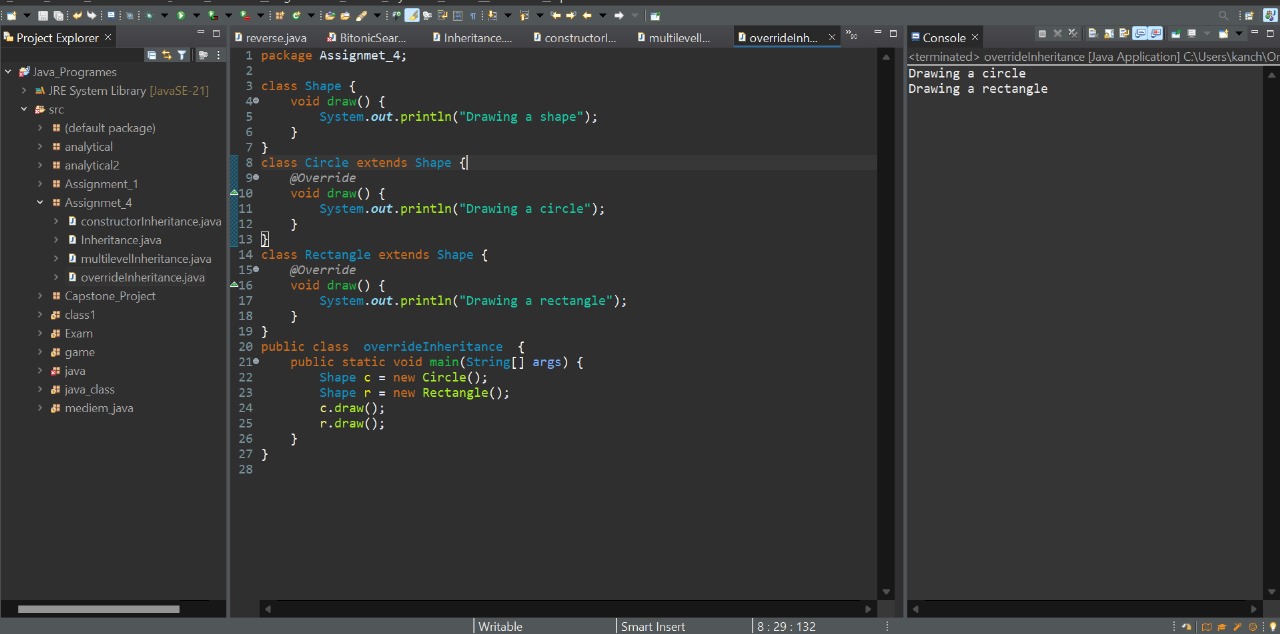 Project Explorer
Java_Programes
JRE System Library [JavaSE-21]
src
(default package)
analytical
analytical2
Assignment_1
Assignmet_4
constructorInheritance.java
Inheritance.java
multilevelInheritance.java
overrideInheritance.java
Capstone_Project
class1
Exam
game
java
java_class
mediem_java
reverse.java
BitonicSear...
Inheritance....
constructorI...
multilevelI...
overrideInh...
1 package Assignmet_4;
2
3 class Shape {
4 void draw() {
5 System.out.println("Drawing a shape");
6 }
7 }
8 class Circle extends Shape {
9 @Override
10 void draw() {
11 System.out.println("Drawing a circle");
12 }
13 }
14 class Rectangle extends Shape {
15 @Override
16 void draw() {
17 System.out.println("Drawing a rectangle");
18 }
19 }
20 public class  overrideInheritance  {
21 public static void main(String[] args) {
22 Shape c = new Circle();
23 Shape r = new Rectangle();
24 c.draw();
25 r.draw();
26 }
27 }
28
Console
<terminated> overrideInheritance [Java Application] C:\Users\kanch\Or
Drawing a circle
Drawing a rectangle
Writable
Smart Insert
8 : 29 : 132